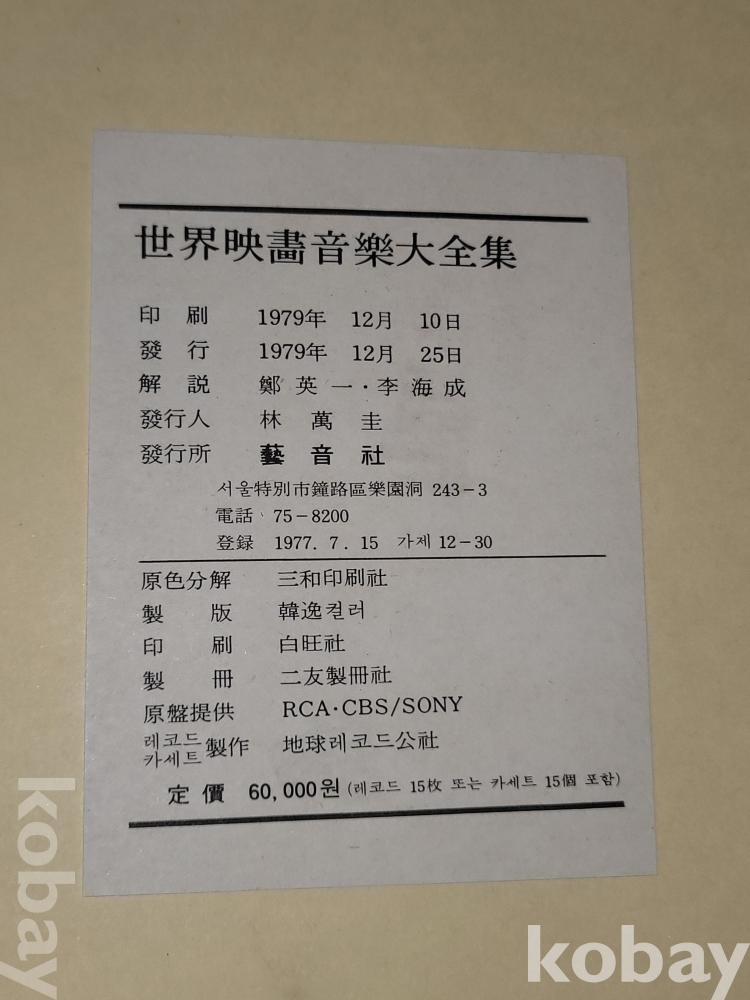 世界映畵音樂大全集
印刷 1979年 12月 10日
發行 1979年 12月 25日
解説 鄭英一·李海成
發行人 林萬圭
發行所 藝音社
서울特別市鐘路區樂園洞 243-3
電話 75-8200
登録 1977. 7. 15 가제 12-30
原色分解 三和印刷社
製版 韓逸컬러
印刷 白旺社
製冊 二友製冊社
原盤提供 RCA·CBS/SONY
레코드 카세트 製作 地球레코드公社
定價 60,000원 (레코드 15枚 또는 카세트 15個 포함)
kobay
kobay